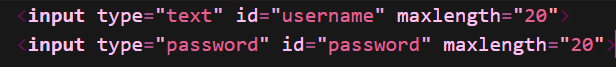 <input type="text" id="username" maxlength="20">
<input type="password" id="password" maxlength="20">